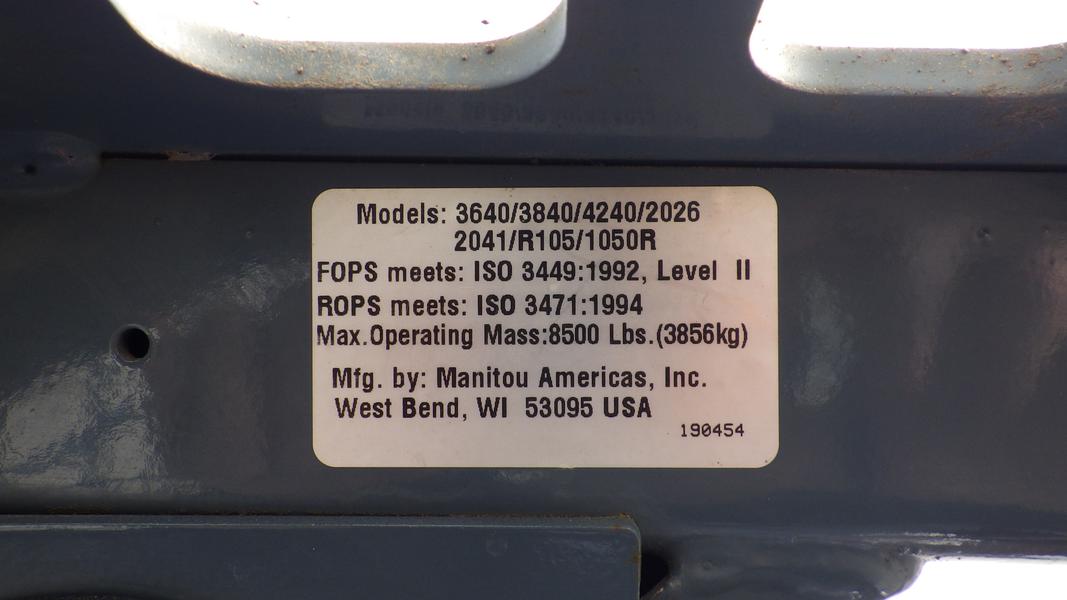 Models: 3640/3840/4240/2026
2041/R105/1050R
FOPS meets: ISO 3449:1992, Level II
ROPS meets: ISO 3471:1994
Max.Operating Mass:8500 Lbs.(3856kg)
Mfg. by: Manitou Americas, Inc.
West Bend, WI 53095 USA
190454